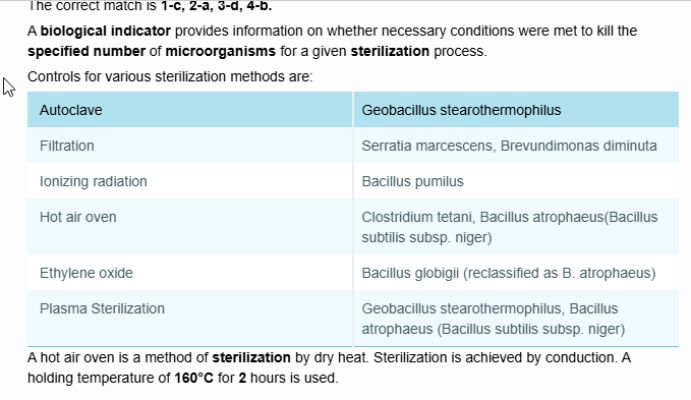 The correct match is 1-c, 2-a, 3-d, 4-b.
A biological indicator provides information on whether necessary conditions were met to kill the
specified number of microorganisms for a given sterilization process.
Controls for various sterilization methods are:
Autoclave Geobacillus stearothermophilus
Filtration Serratia marcescens, Brevundimonas diminuta
Ionizing radiation Bacillus pumilus
Hot air oven Clostridium tetani, Bacillus atrophaeus(Bacillus
subtilis subsp. niger)
Ethylene oxide Bacillus globigii (reclassified as B. atrophaeus)
Plasma Sterilization Geobacillus stearothermophilus, Bacillus
atrophaeus (Bacillus subtilis subsp. niger)
A hot air oven is a method of sterilization by dry heat. Sterilization is achieved by conduction. A
holding temperature of 160°C for 2 hours is used.